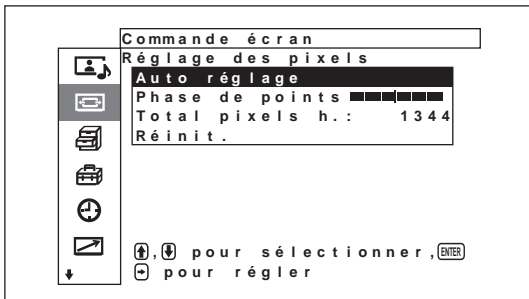 Commande écran
Réglage des pixels
Auto réglage
Phase de points
Total pixels h.: 1344
Réinit.
, pour sélectionner, ENTER
pour régler